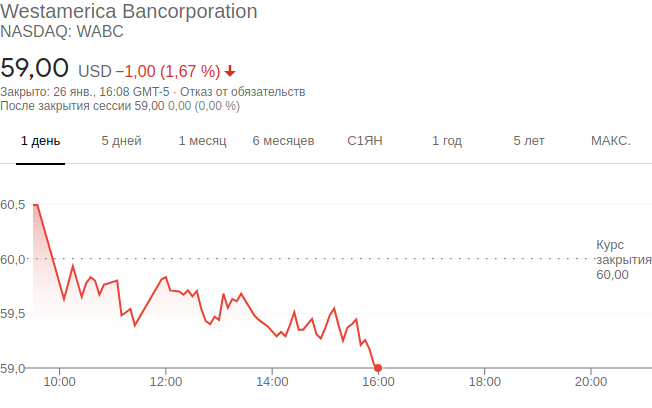 Westamerica Bancorporation
NASDAQ: WABC
59,00 USD −1,00 (1,67 %)
Закрыто: 26 янв., 16:08 GMT-5 · Отказ от обязательств
После закрытия сессии 59,00 0,00 (0,00 %)
1 день 5 дней 1 месяц 6 месяцев С1ЯН 1 год 5 лет МАКС.
60,5
60,0
59,5
59,0
Курс
закрытия
60,00
10:00 12:00 14:00 16:00 18:00 20:00